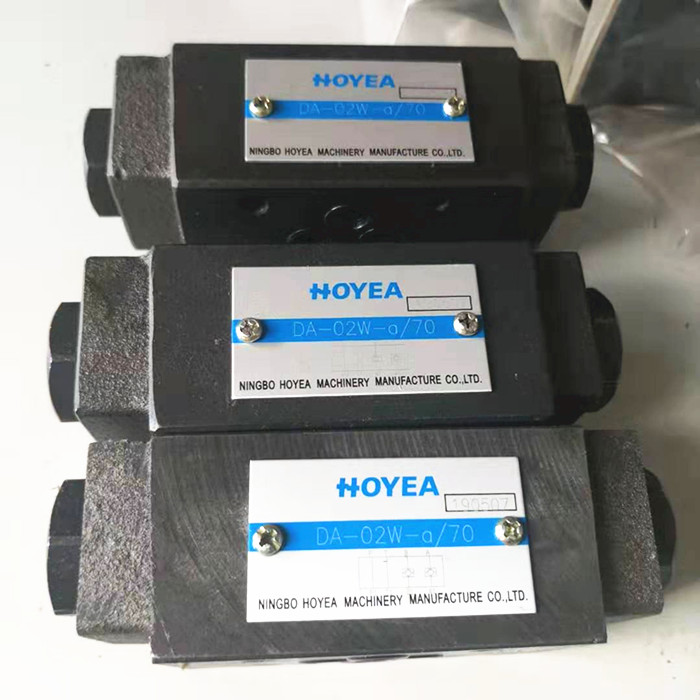 HOYEA
DA-02W-a/70
NINGBO HOYEA MACHINERY MANUFACTURE CO.,LTD.
HOYEA
DA-02W-a/70
NINGBO HOYEA MACHINERY MANUFACTURE CO.,LTD.
HOYEA
190507
DA-02W-a/70
NINGBO HOYEA MACHINERY MANUFACTURE CO.,LTD.